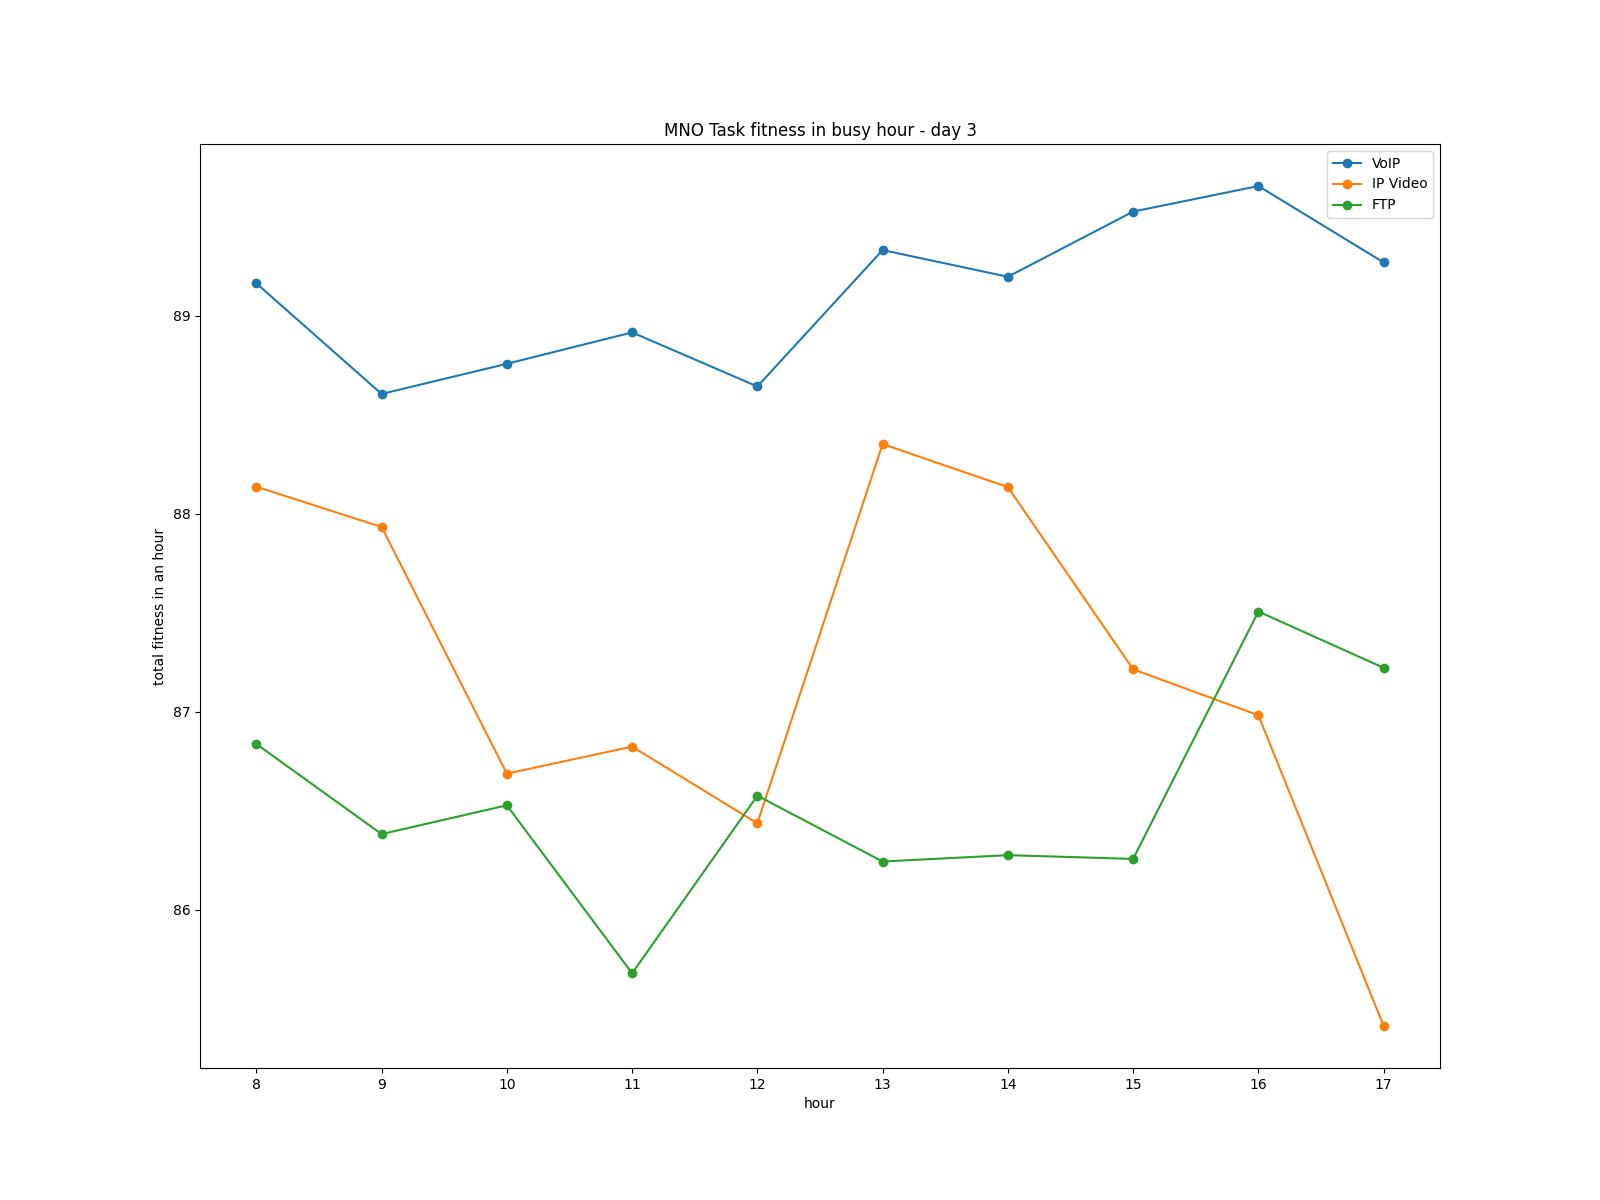 MNO Task fitness in busy hour - day 3
VoIP
IP Video
FTP
total fitness in an hour
89
88
87
86
8 9 10 11 12 13 14 15 16 17
hour